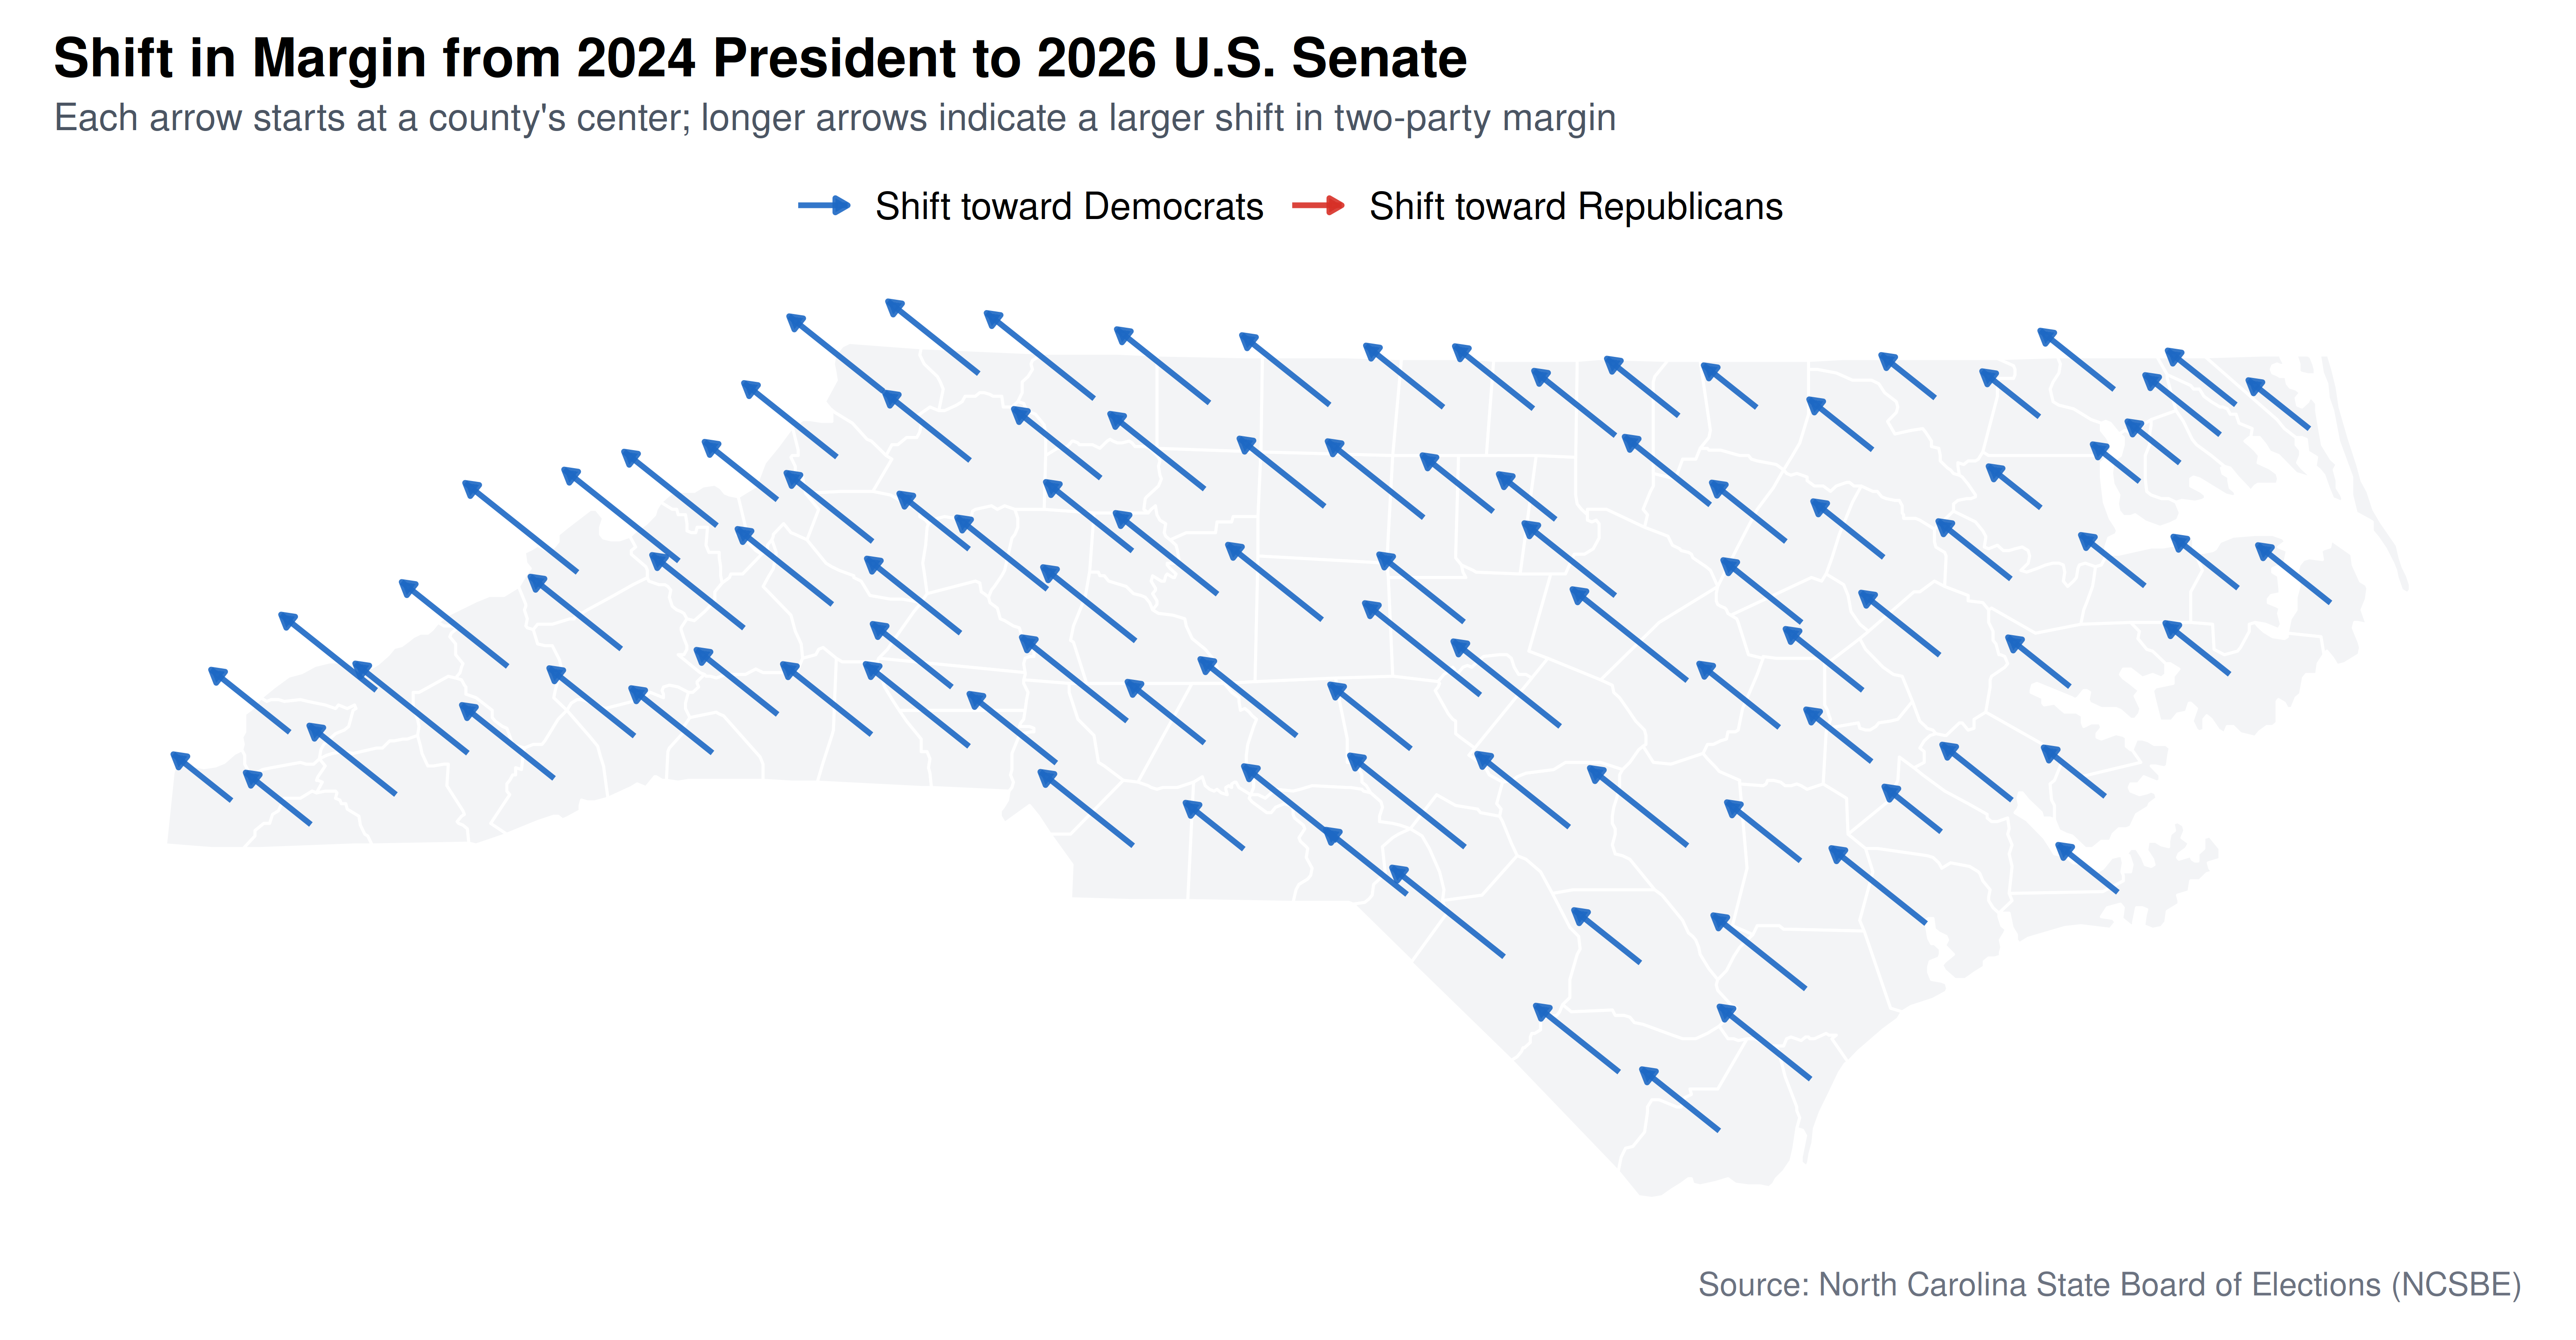 Shift in Margin from 2024 President to 2026 U.S. Senate
Each arrow starts at a county's center; longer arrows indicate a larger shift in two-party margin
Shift toward Democrats Shift toward Republicans
Source: North Carolina State Board of Elections (NCSBE)